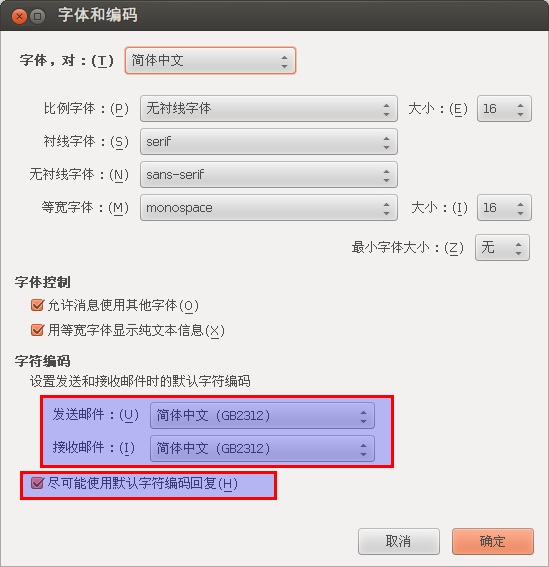 字体和编码
字体，对：(T) 简体中文
比例字体：(P) 无衬线字体 大小：(E) 16
衬线字体：(S) serif
无衬线字体：(N) sans-serif
等宽字体：(M) monospace 大小：(I) 16
最小字体大小：(Z) 无
字体控制
允许消息使用其他字体(O)
用等宽字体显示纯文本信息(X)
字符编码
设置发送和接收邮件时的默认字符编码
发送邮件：(U) 简体中文 (GB2312)
接收邮件：(I) 简体中文 (GB2312)
尽可能使用默认字符编码回复(H)
取消 确定